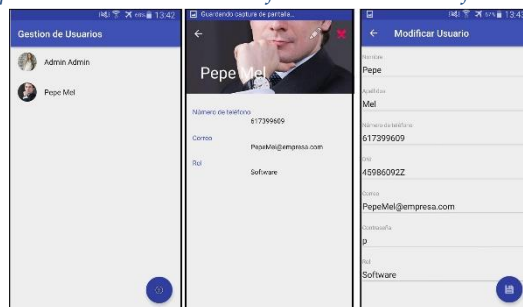 13:42
Gestion de Usuarios
Admin Admin
Pepe Mel
Guardando captura de pantalla...
Pepe Mel
Número de teléfono
617399609
Correo
PepeMel@empresa.com
Rol
Software
Modificar Usuario
Nombre
Pepe
Apellidos
Mel
Número de teléfono
617399609
DNI
45986092Z
Correo
PepeMel@empresa.com
Contraseña
p
Rol
Software